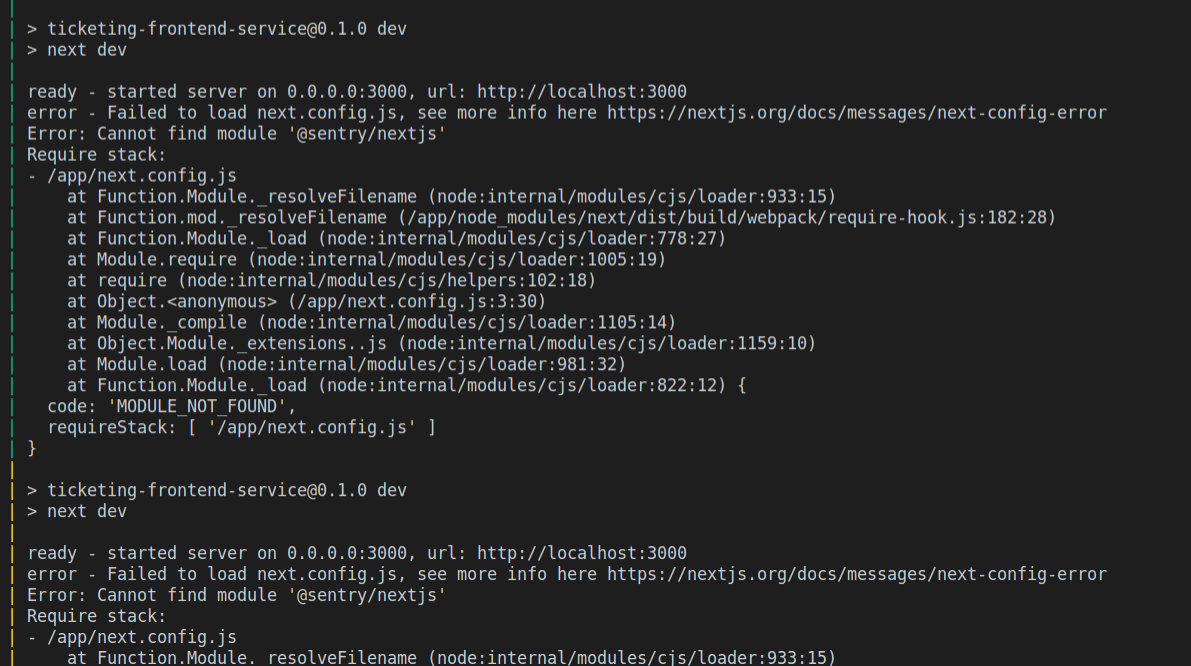 > ticketing-frontend-service@0.1.0 dev
> next dev
ready - started server on 0.0.0.0:3000, url: http://localhost:3000
error - Failed to load next.config.js, see more info here https://nextjs.org/docs/messages/next-config-error
Error: Cannot find module '@sentry/nextjs'
Require stack:
- /app/next.config.js
    at Function.Module._resolveFilename (node:internal/modules/cjs/loader:933:15)
    at Function.mod._resolveFilename (/app/node_modules/next/dist/build/webpack/require-hook.js:182:28)
    at Function.Module._load (node:internal/modules/cjs/loader:778:27)
    at Module.require (node:internal/modules/cjs/loader:1005:19)
    at require (node:internal/modules/cjs/helpers:102:18)
    at Object.<anonymous> (/app/next.config.js:3:30)
    at Module._compile (node:internal/modules/cjs/loader:1105:14)
    at Object.Module._extensions..js (node:internal/modules/cjs/loader:1159:10)
    at Module.load (node:internal/modules/cjs/loader:981:32)
    at Function.Module._load (node:internal/modules/cjs/loader:822:12) {
  code: 'MODULE_NOT_FOUND',
  requireStack: [ '/app/next.config.js' ]
}
> ticketing-frontend-service@0.1.0 dev
> next dev
ready - started server on 0.0.0.0:3000, url: http://localhost:3000
error - Failed to load next.config.js, see more info here https://nextjs.org/docs/messages/next-config-error
Error: Cannot find module '@sentry/nextjs'
Require stack:
- /app/next.config.js
    at Function.Module._resolveFilename (node:internal/modules/cjs/loader:933:15)